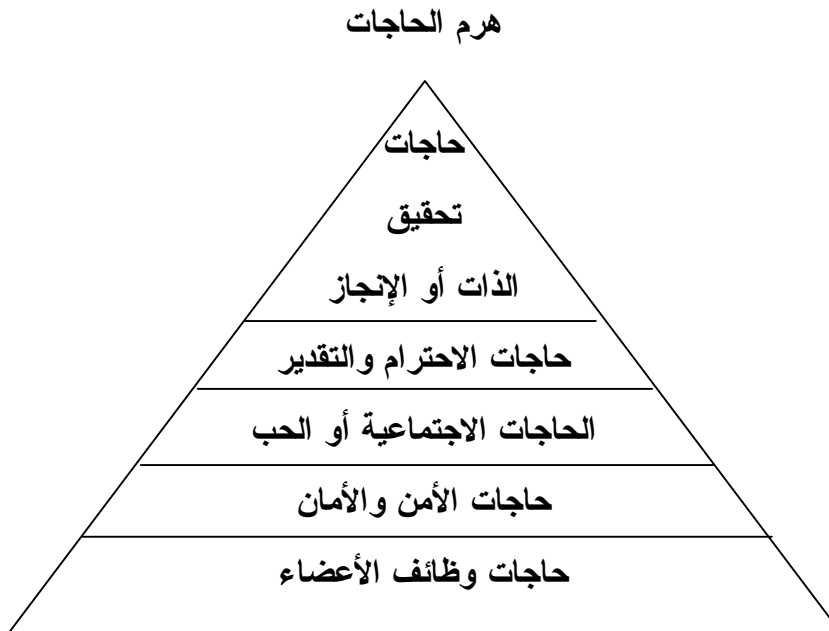 هرم الحاجات
حاجات
تحقيق
الذات أو الإنجاز
حاجات الاحترام والتقدير
الحاجات الاجتماعية أو الحب
حاجات الأمن والأمان
حاجات وظائف الأعضاء